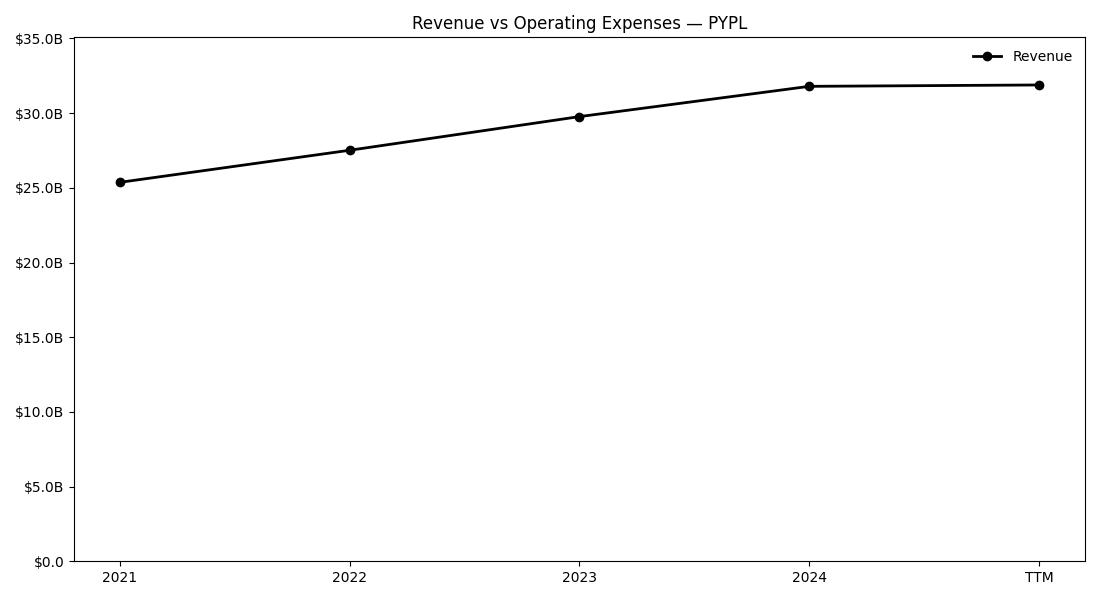 Revenue vs Operating Expenses — PYPL
$35.0B
Revenue
$30.0B
$25.0B
$20.0B
$15.0B
$10.0B
$5.0B
$0.0
2021 2022 2023 2024 TTM